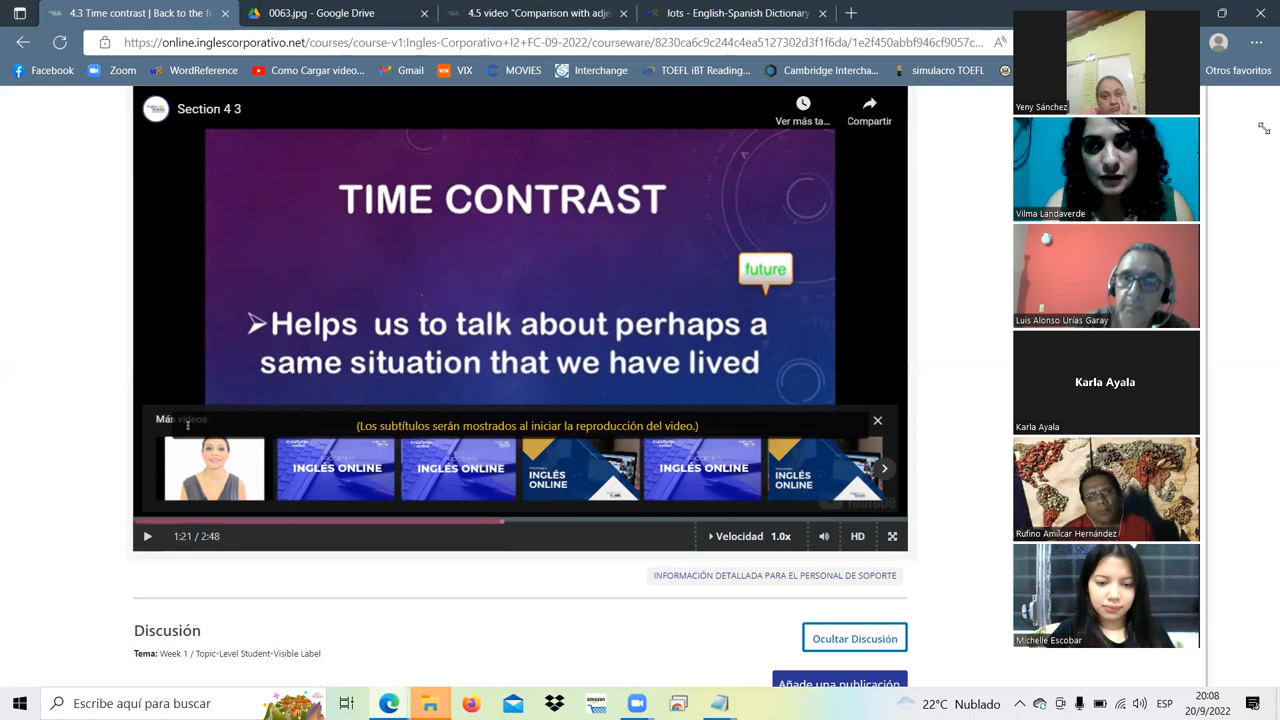 4.3 Time Contrast
0063.jpg
4.5 video "Comparison with adje
lots - English-Spanish Dictionary
https://online.inglescorporativo.net/courses/course-v1:Ingles-Corporativo+I2+FC-09-2022/courseware/8230ca6c9c244c4ea5127302d3f1f6da/1e2f450abbf946cf9057c...
Facebook
Zoom
WordReference
Como Cargar video...
Gmail
VIX
MOVIES
Interchange
TOEFL iBT Reading...
Cambridge Intercha...
simulacro TOEFL
Otros favoritos
Section 4 3
Ver más ta...
Compartir
TIME CONTRAST
future
➢Helps us to talk about perhaps a
same situation that we have lived
Más videos
(Los subtítulos serán mostrados al iniciar la reproducción del video.)
INGLÉS ONLINE
INGLÉS ONLINE
INGLÉS
ONLINE
INGLÉS ONLINE
INGLÉS
ONLINE
YouTube
1:21 / 2:48
Velocidad 1.0x
HD
INFORMACIÓN DETALLADA PARA EL PERSONAL DE SOPORTE
Discusión
Ocultar Discusión
Tema: Week 1 / Topic-Level Student-Visible Label
Añade una publicación
Yeny Sánchez
Vilma Landaverde
Luis Alonso Urías Garay
Karla Ayala
Karla Ayala
Rufino Amílcar Hernández
Michelle Escobar
Escribe aquí para buscar
amazon
22°C Nublado
ESP
20:08
20/9/2022